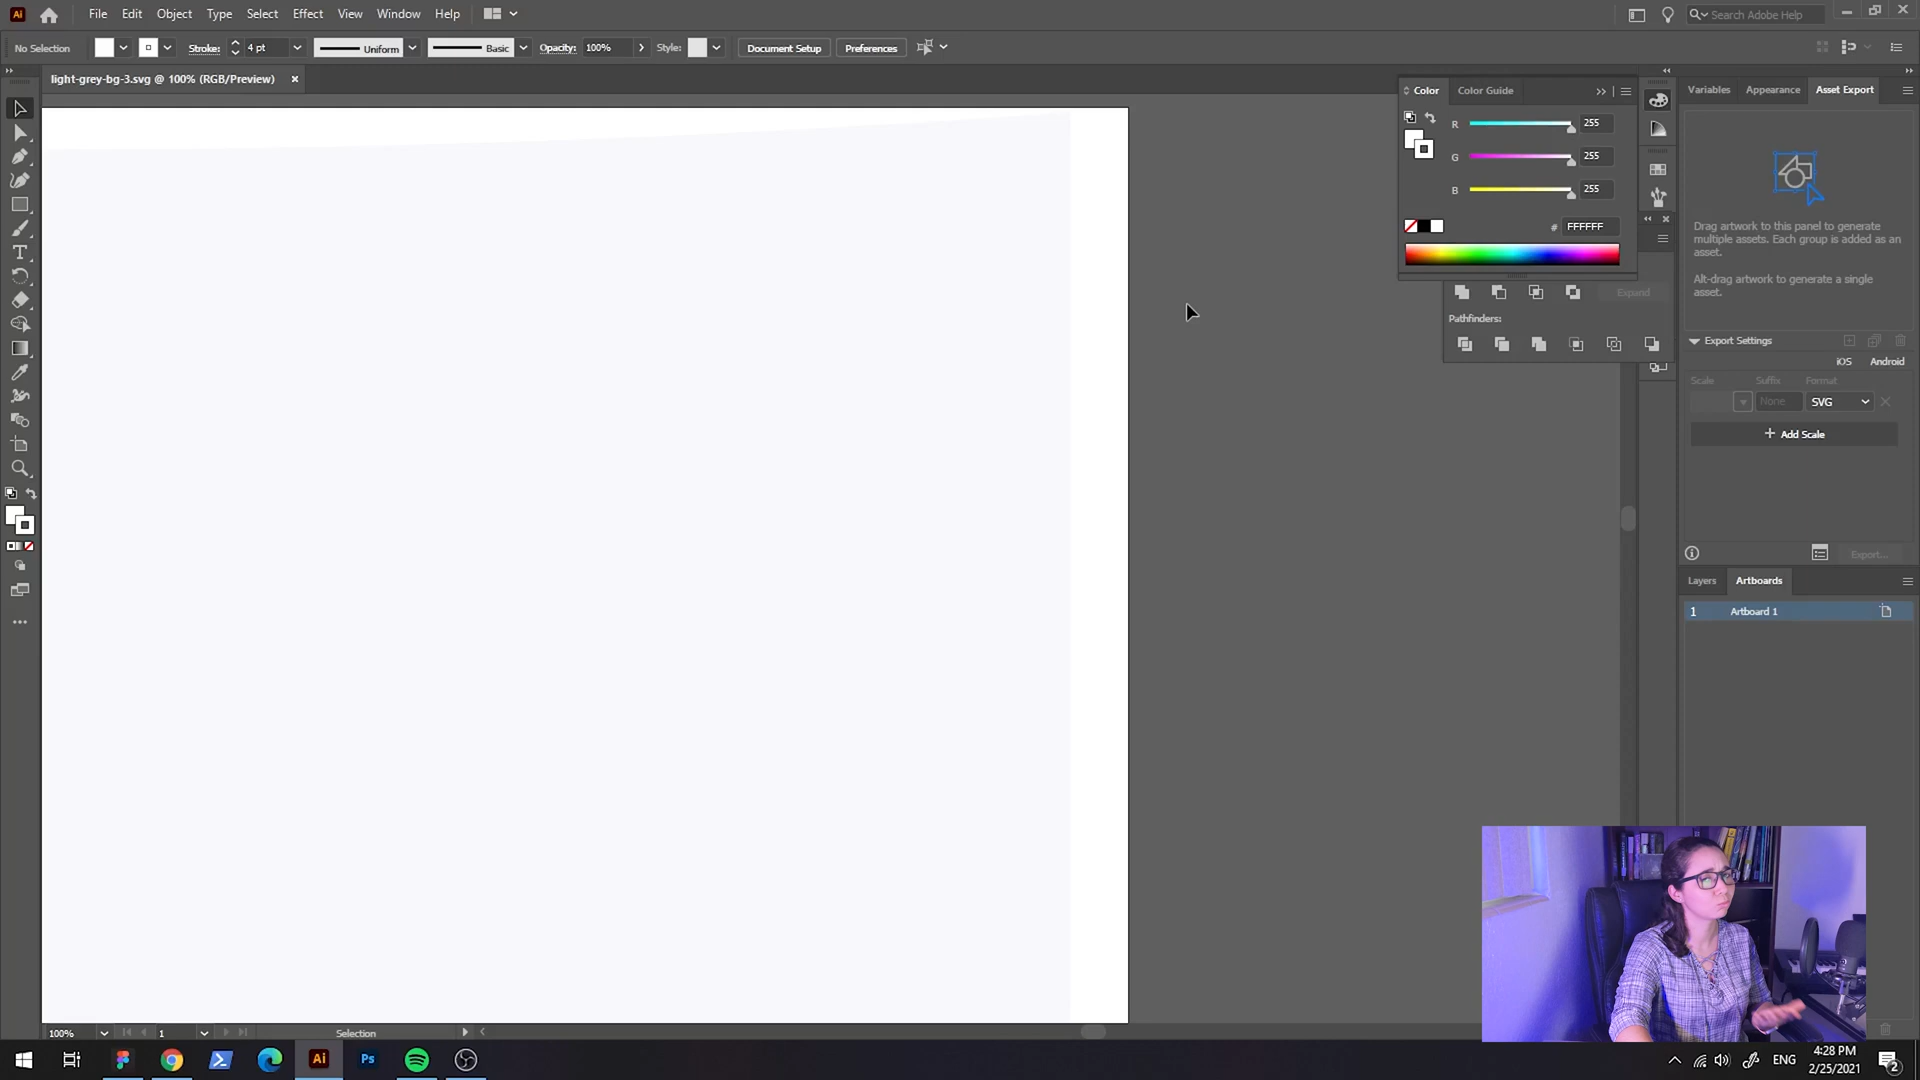 Ai File Edit Object Type Select Effect View Window Help Search Adobe Help
No Selection Stroke: 4 pt Uniform Basic Opacity: 100% Style: Document Setup Preferences
light-grey-bg-3.svg @ 100% (RGB/Preview) ×
Color Color Guide
R 255
G 255
B 255
# FFFFFF
Expand
Pathfinders:
Variables Appearance Asset Export
Drag artwork to this panel to generate
multiple assets. Each group is added as an
asset.
Alt-drag artwork to generate a single
asset.
Export Settings
iOS Android
Scale Suffix Format
None SVG
+ Add Scale
Export...
Layers Artboards
1 Artboard 1
100% 1 Selection
Ai Ps
ENG
4:28 PM
2/25/2021
2